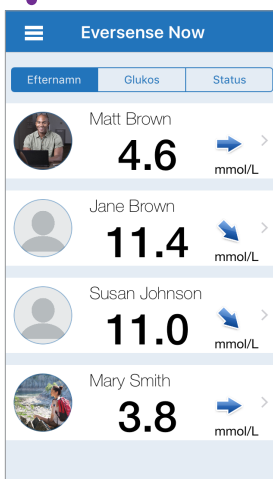 Eversense Now
Efternamn Glukos Status
Matt Brown
4.6
mmol/L
Jane Brown
11.4
mmol/L
Susan Johnson
11.0
mmol/L
Mary Smith
3.8
mmol/L